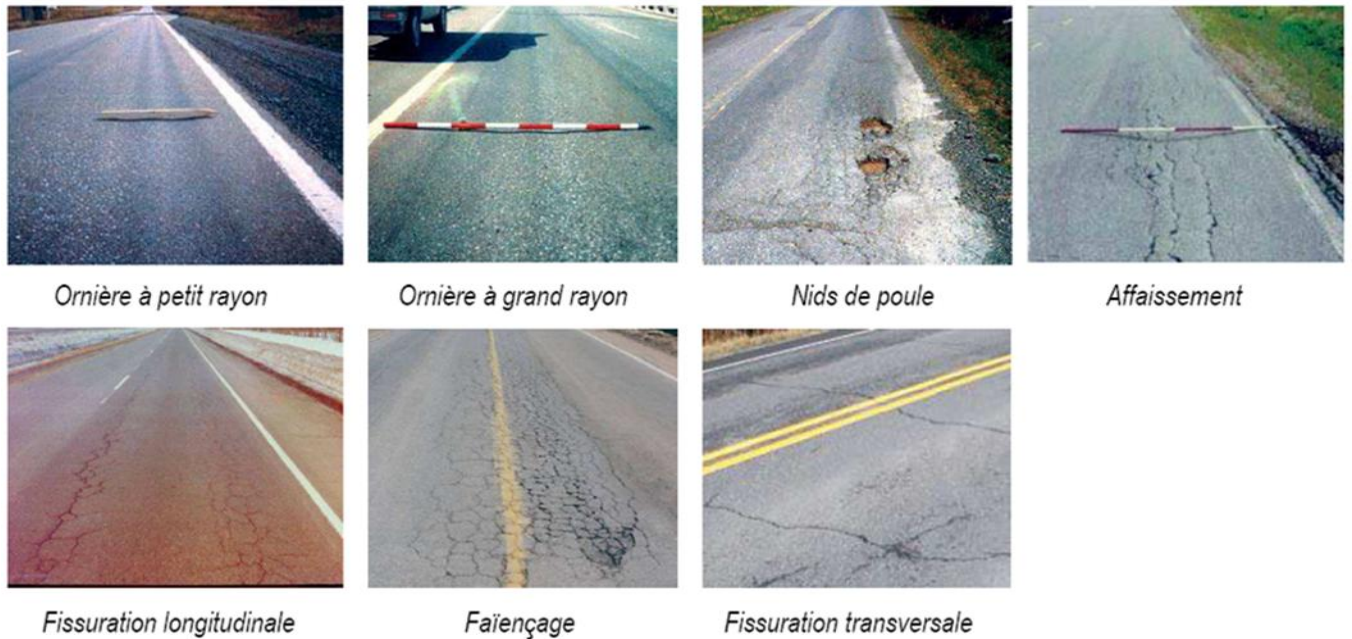 Ornière à petit rayon
Ornière à grand rayon
Nids de poule
Affaissement
Fissuration longitudinale
Faïençage
Fissuration transversale